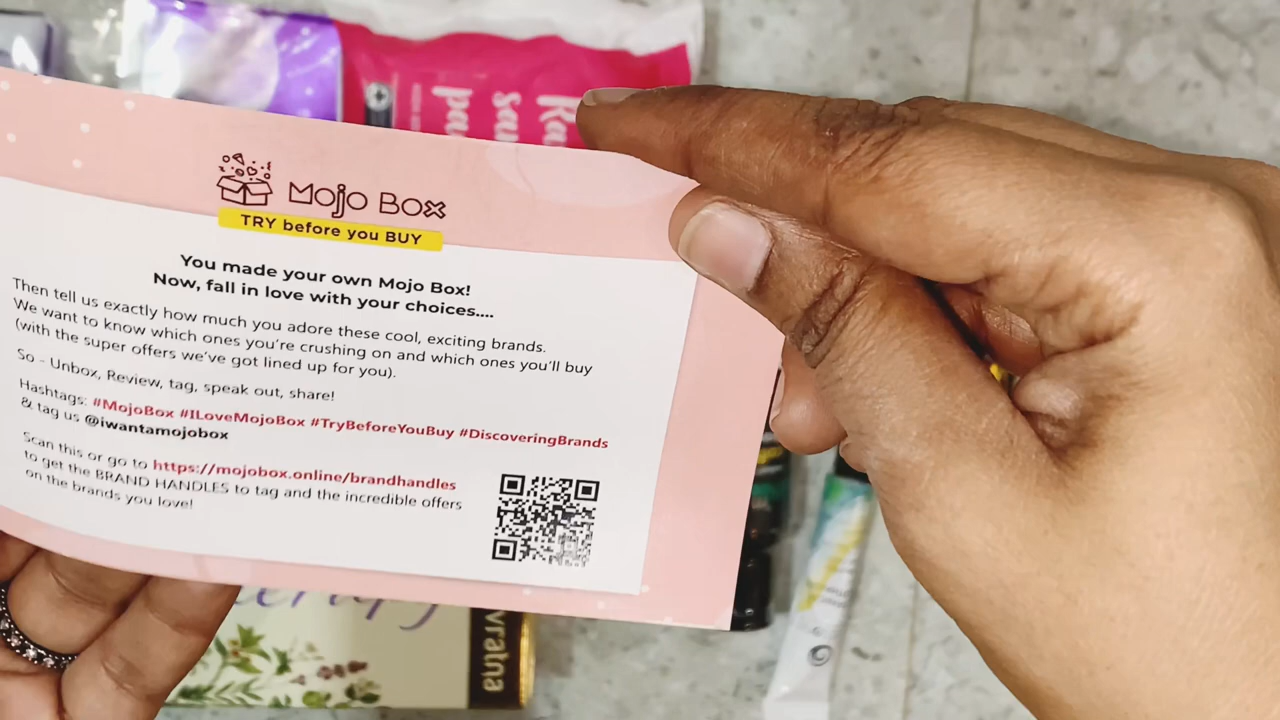 Mojo Box
TRY before you BUY
You made your own Mojo Box!
Now, fall in love with your choices....
Then tell us exactly how much you adore these cool, exciting brands.
We want to know which ones you're crushing on and which ones you'll buy
(with the super offers we've got lined up for you).
So – Unbox, Review, tag, speak out, share!
Hashtags: #MojoBox #ILoveMojoBox #TryBeforeYouBuy #DiscoveringBrands
& tag us @iwantamojobox
Scan this or go to https://mojobox.online/brandhandles
to get the BRAND HANDLES to tag and the incredible offers
on the brands you love!